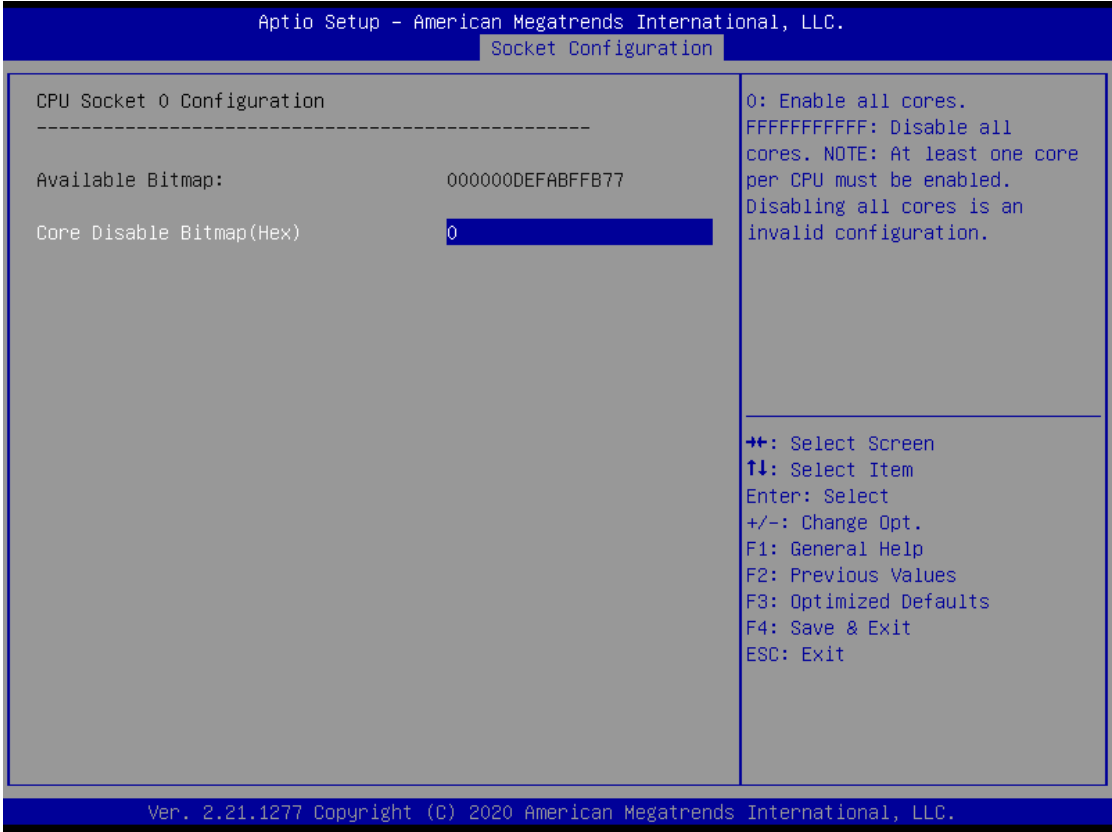 Aptio Setup – American Megatrends International, LLC.
Socket Configuration
CPU Socket 0 Configuration
--------------------------------------------------
Available Bitmap: 000000DEFABFFB77
Core Disable Bitmap(Hex) 0
0: Enable all cores.
FFFFFFFFFFF: Disable all
cores. NOTE: At least one core
per CPU must be enabled.
Disabling all cores is an
invalid configuration.
→←: Select Screen
↑↓: Select Item
Enter: Select
+/-: Change Opt.
F1: General Help
F2: Previous Values
F3: Optimized Defaults
F4: Save & Exit
ESC: Exit
Ver. 2.21.1277 Copyright (C) 2020 American Megatrends International, LLC.